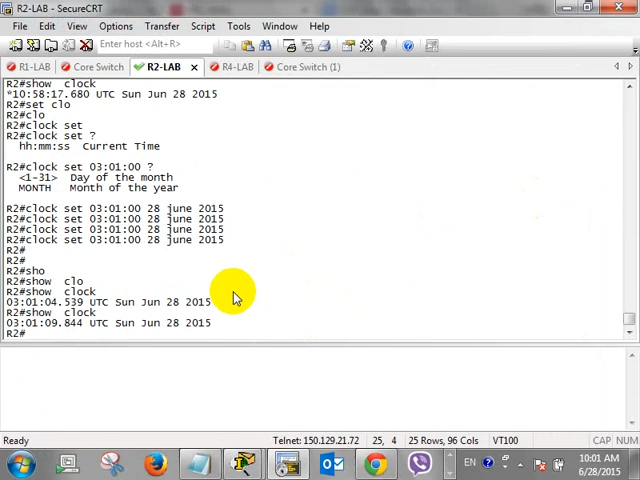 R2-LAB - SecureCRT
File Edit View Options Transfer Script Tools Window Help
Enter host <Alt+R>
R1-LAB Core Switch R2-LAB R4-LAB Core Switch (1)
R2#show  clock
*10:58:17.680 UTC Sun Jun 28 2015
R2#set clo
R2#clo
R2#clock set
R2#clock set ?
  hh:mm:ss  Current Time
R2#clock set 03:01:00 ?
  <1-31>  Day of the month
  MONTH   Month of the year
R2#clock set 03:01:00 28 june 2015
R2#clock set 03:01:00 28 june 2015
R2#clock set 03:01:00 28 june 2015
R2#clock set 03:01:00 28 june 2015
R2#
R2#
R2#sho
R2#show  clo
R2#show  clock
03:01:04.539 UTC Sun Jun 28 2015
R2#show  clock
03:01:09.844 UTC Sun Jun 28 2015
R2#
Ready Telnet: 150.129.21.72 25, 4 25 Rows, 96 Cols VT100 CAP NUM
EN 10:01 AM
6/28/2015